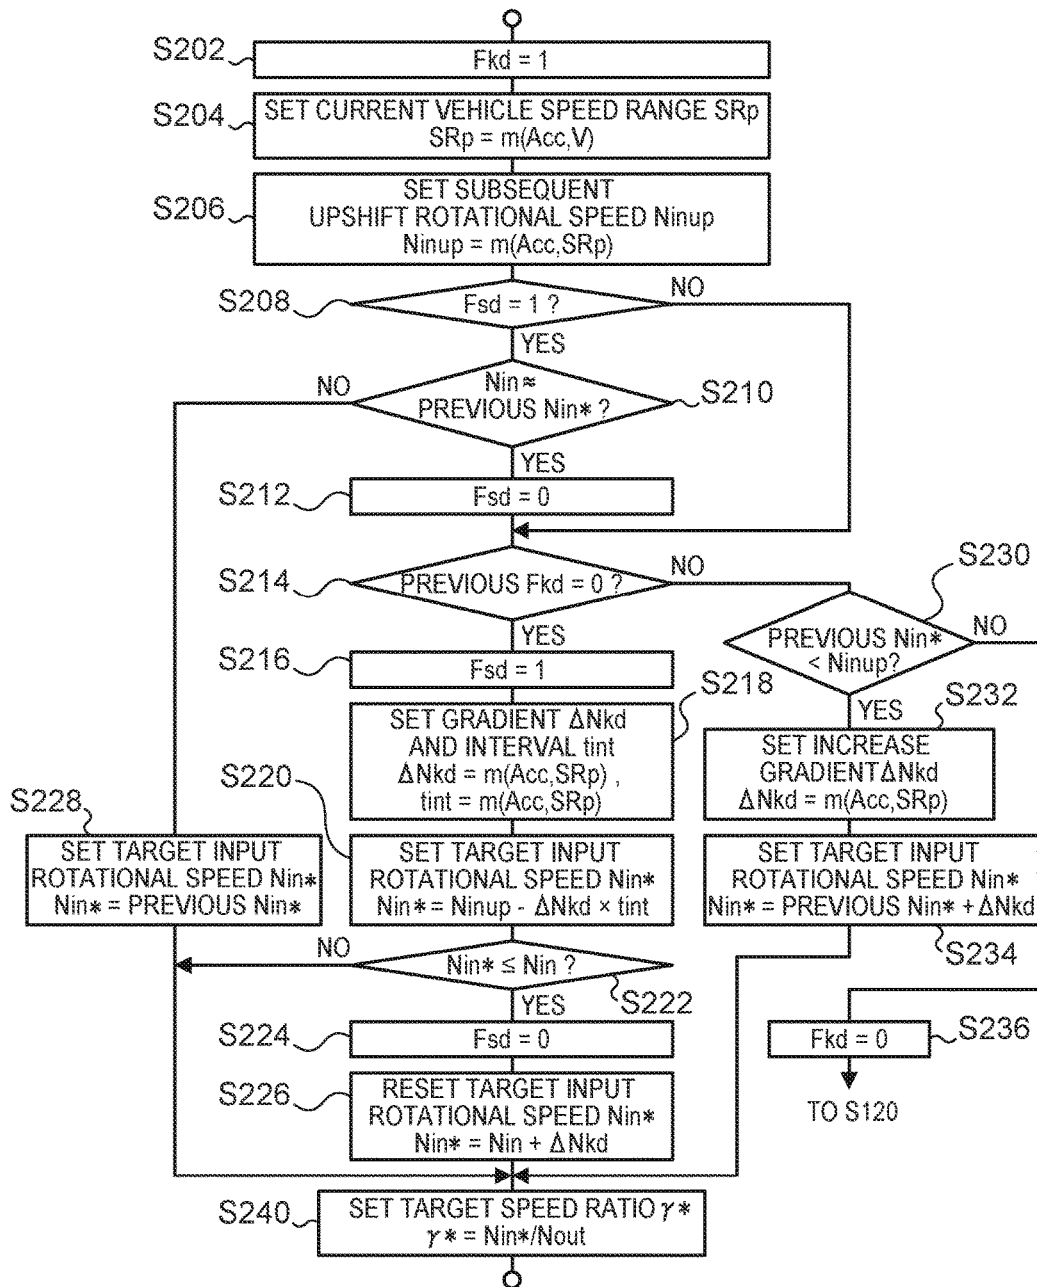 S202
Fkd = 1
S204
SET CURRENT VEHICLE SPEED RANGE SRp
SRp = m(Acc,V)
S206
SET SUBSEQUENT
UPSHIFT ROTATIONAL SPEED Ninup
Ninup = m(Acc,SRp)
S208
Fsd = 1 ?
NO
YES
S210
Nin ≈
PREVIOUS Nin* ?
NO
YES
S212
Fsd = 0
S214
PREVIOUS Fkd = 0 ?
NO
YES
S230
PREVIOUS Nin*
< Ninup?
NO
YES
S216
Fsd = 1
S218
SET GRADIENT ΔNkd
AND INTERVAL tint
ΔNkd = m(Acc,SRp) ,
tint = m(Acc,SRp)
S232
SET INCREASE
GRADIENT ΔNkd
ΔNkd = m(Acc,SRp)
S228
SET TARGET INPUT
ROTATIONAL SPEED Nin*
Nin* = PREVIOUS Nin*
S220
SET TARGET INPUT
ROTATIONAL SPEED Nin*
Nin* = Ninup - ΔNkd × tint
SET TARGET INPUT
ROTATIONAL SPEED Nin*
Nin* = PREVIOUS Nin* + ΔNkd
S234
Nin* ≤ Nin ?
NO
YES
S222
S224
Fsd = 0
Fkd = 0
S236
TO S120
S226
RESET TARGET INPUT
ROTATIONAL SPEED Nin*
Nin* = Nin + ΔNkd
S240
SET TARGET SPEED RATIO γ*
γ* = Nin*/Nout